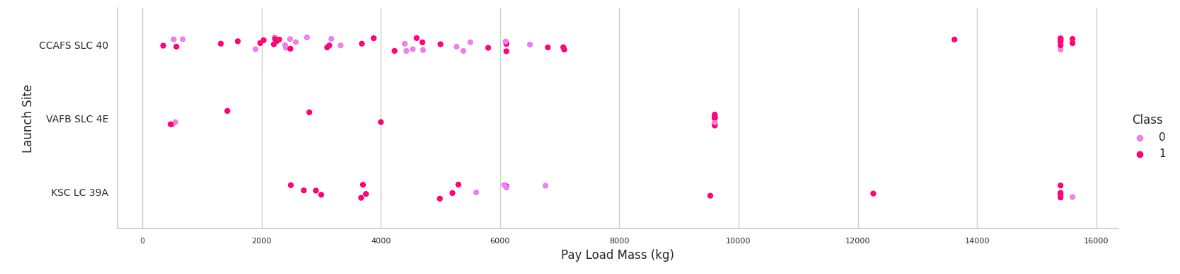 CCAFS SLC 40
VAFB SLC 4E
KSC LC 39A
Launch Site
0 2000 4000 6000 8000 10000 12000 14000 16000
Pay Load Mass (kg)
Class
0
1